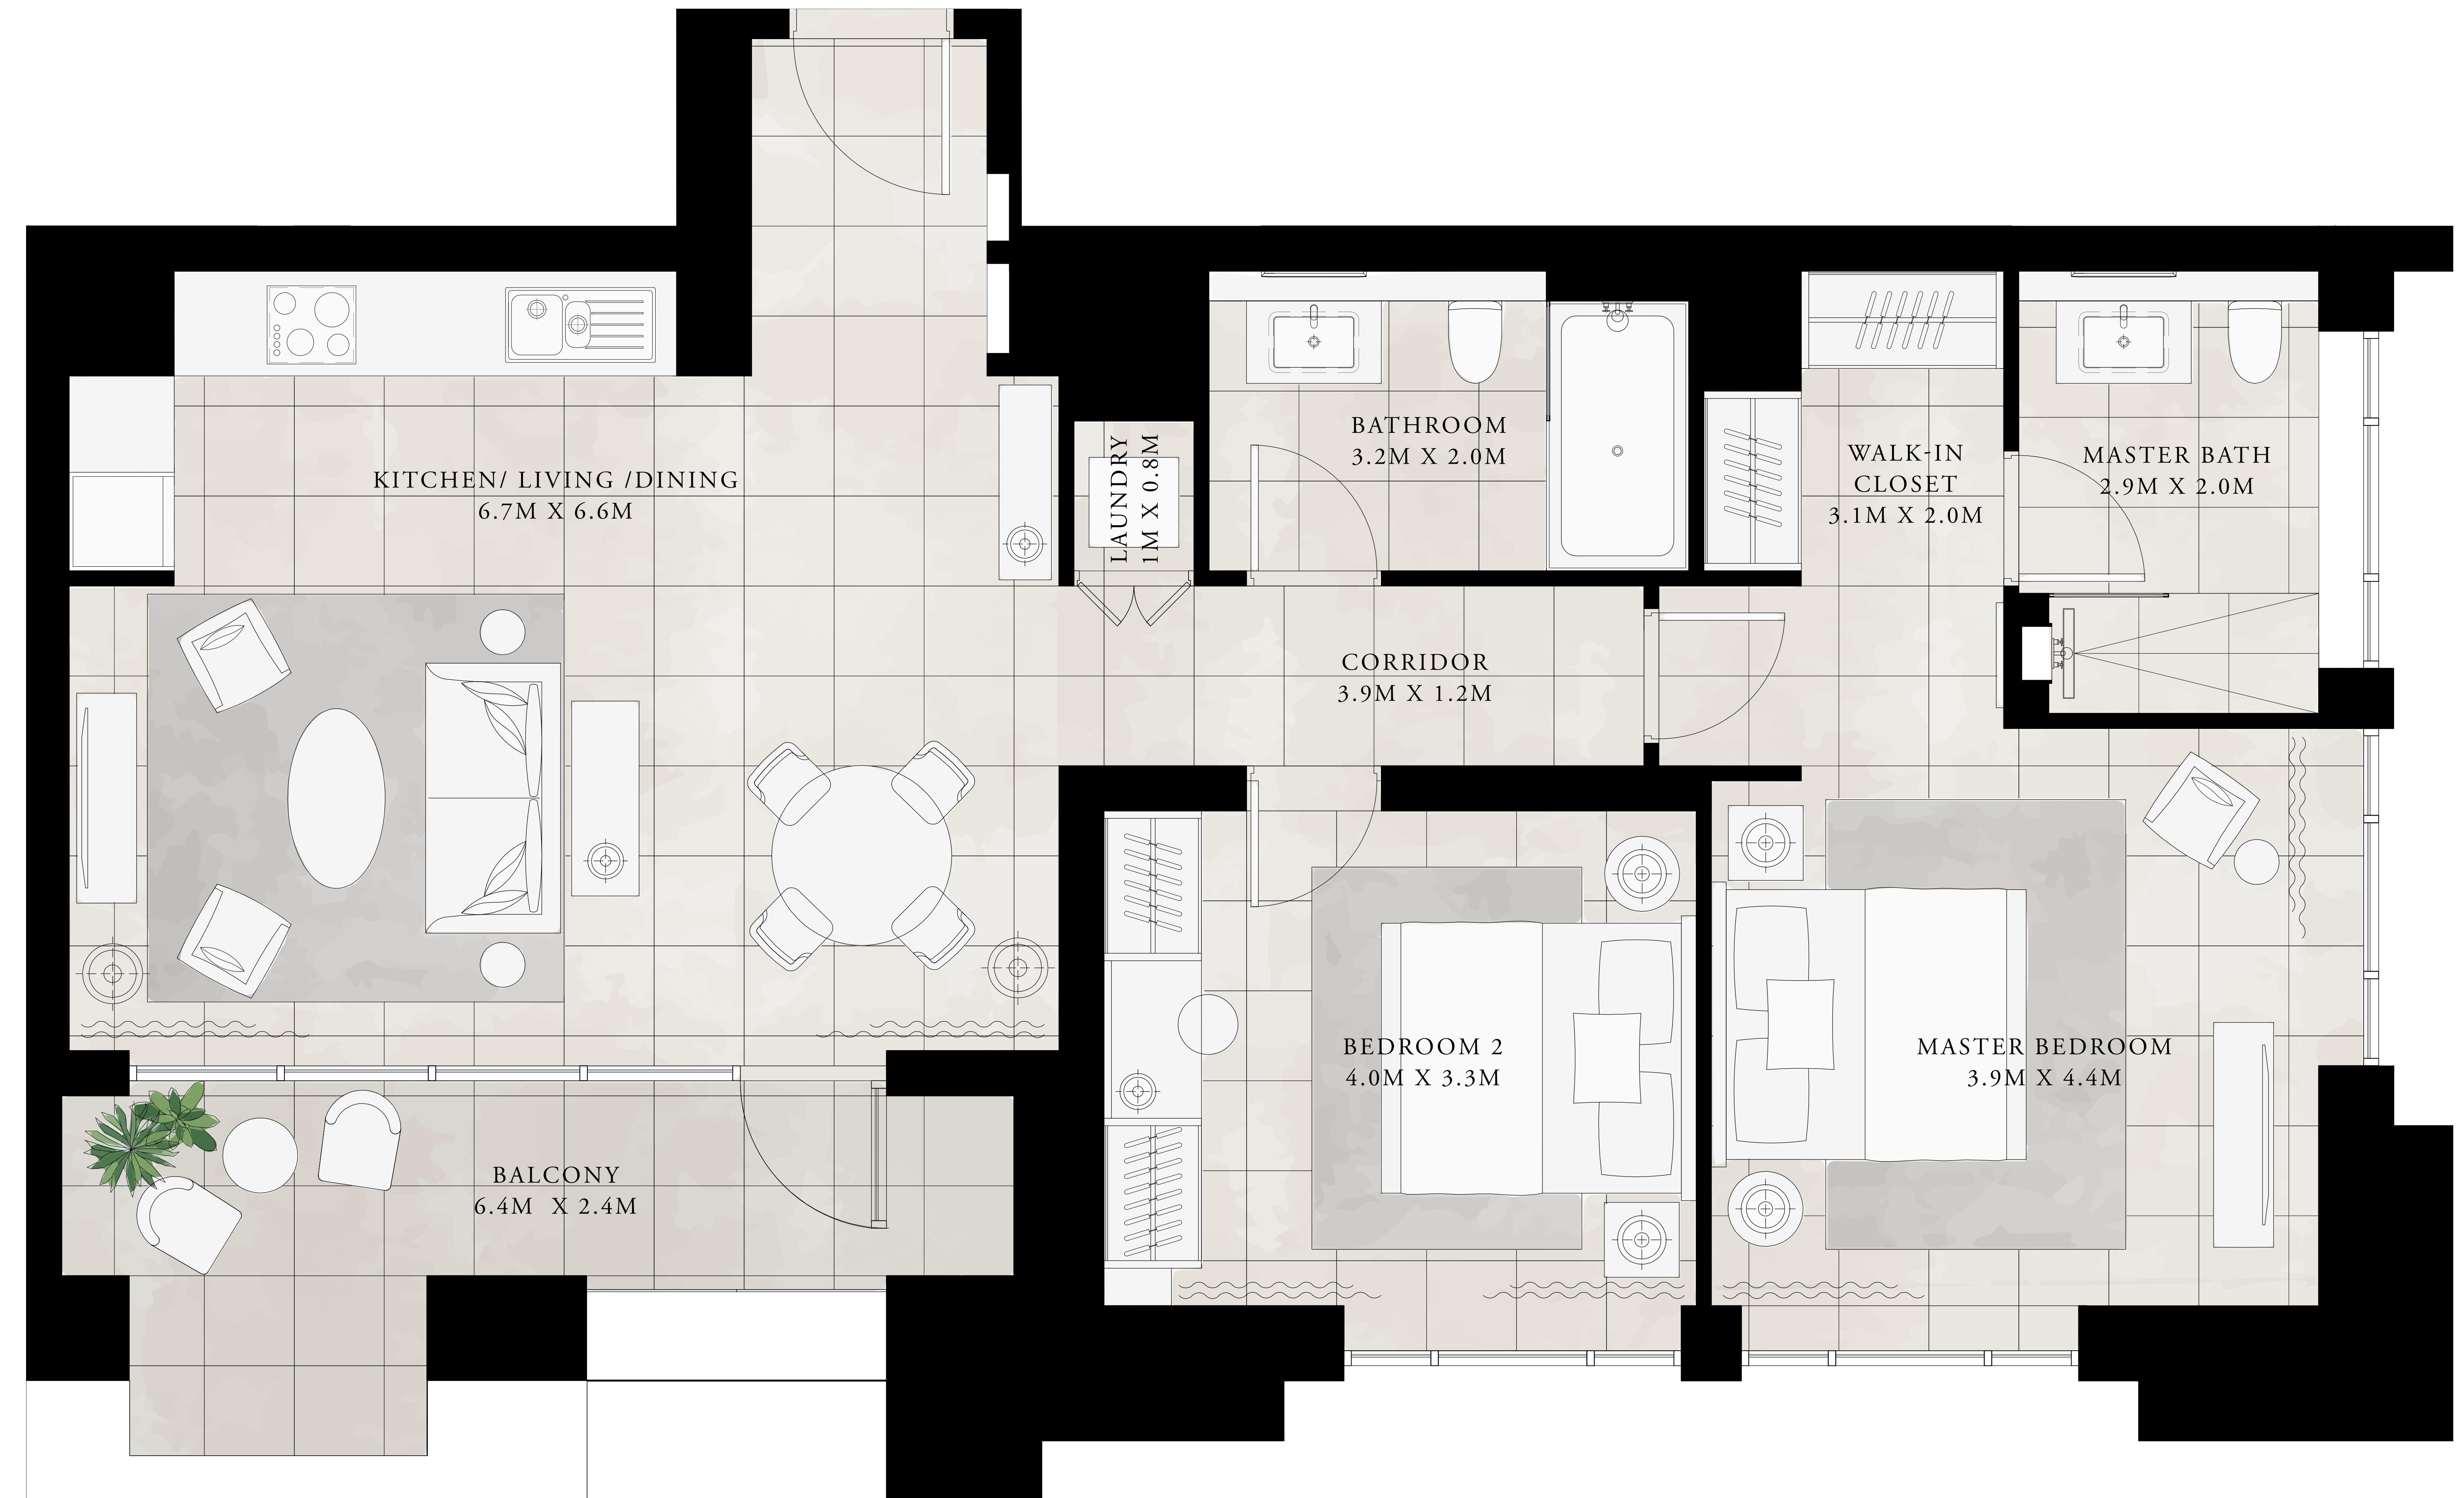 KITCHEN/ LIVING /DINING
6.7M X 6.6M
LAUNDRY
1M X 0.8M
BATHROOM
3.2M X 2.0M
WALK-IN
CLOSET
3.1M X 2.0M
MASTER BATH
2.9M X 2.0M
CORRIDOR
3.9M X 1.2M
BEDROOM 2
4.0M X 3.3M
MASTER BEDROOM
3.9M X 4.4M
BALCONY
6.4M  X 2.4M